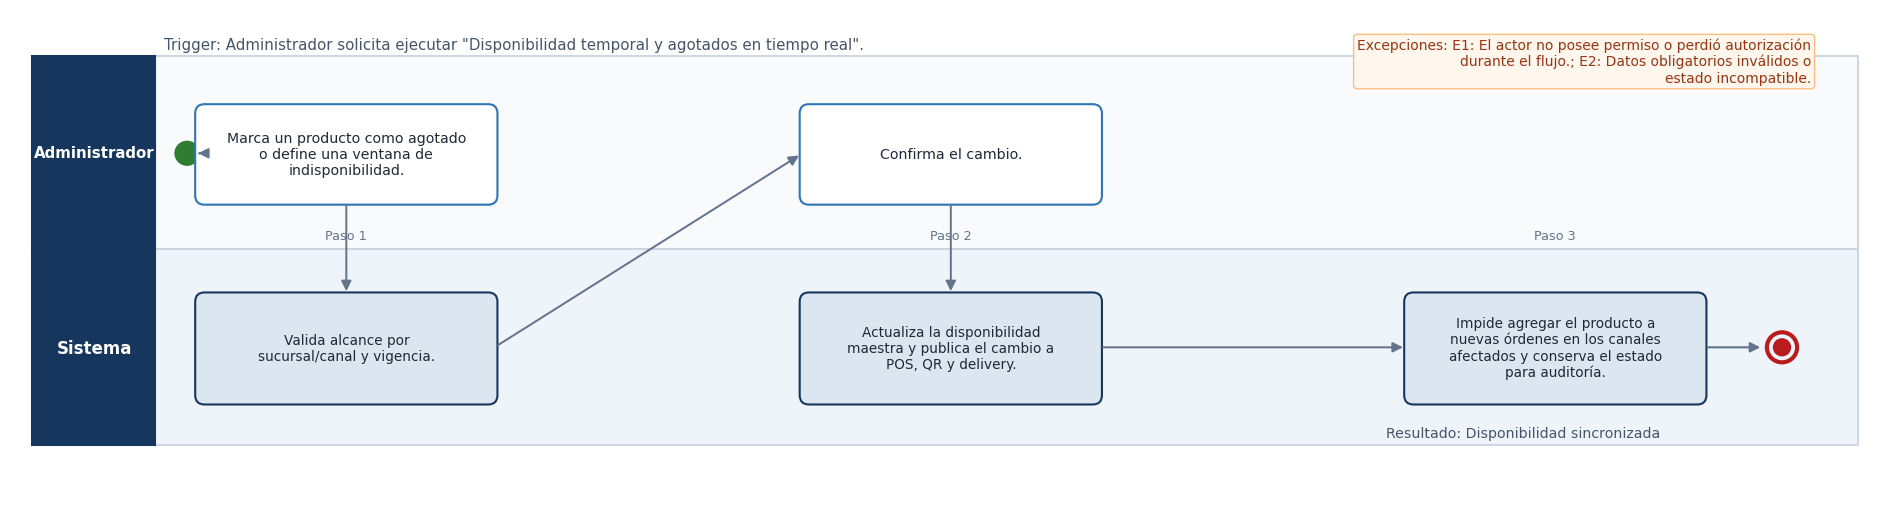 Trigger: Administrador solicita ejecutar "Disponibilidad temporal y agotados en tiempo real".
Excepciones: E1: El actor no posee permiso o perdió autorización
durante el flujo.; E2: Datos obligatorios inválidos o
estado incompatible.
Administrador
Marca un producto como agotado
o define una ventana de
indisponibilidad.
Confirma el cambio.
Paso 1
Paso 2
Paso 3
Sistema
Valida alcance por
sucursal/canal y vigencia.
Actualiza la disponibilidad
maestra y publica el cambio a
POS, QR y delivery.
Impide agregar el producto a
nuevas órdenes en los canales
afectados y conserva el estado
para auditoría.
Resultado: Disponibilidad sincronizada